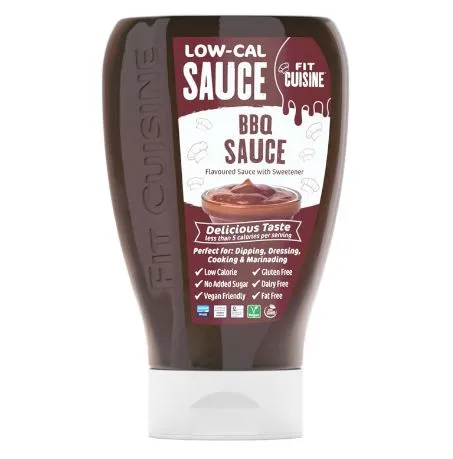 LOW-CAL
SAUCE
FIT
CUISINE
BBQ
SAUCE
Flavoured Sauce with Sweetener
Delicious Taste
less than 5 calories per serving
Perfect for: Dipping, Dressing,
Cooking & Marinading
✓ Low Calorie
✓ No Added Sugar
✓ Vegan Friendly
✓ Gluten Free
✓ Dairy Free
✓ Fat Free
FIT CUISINE